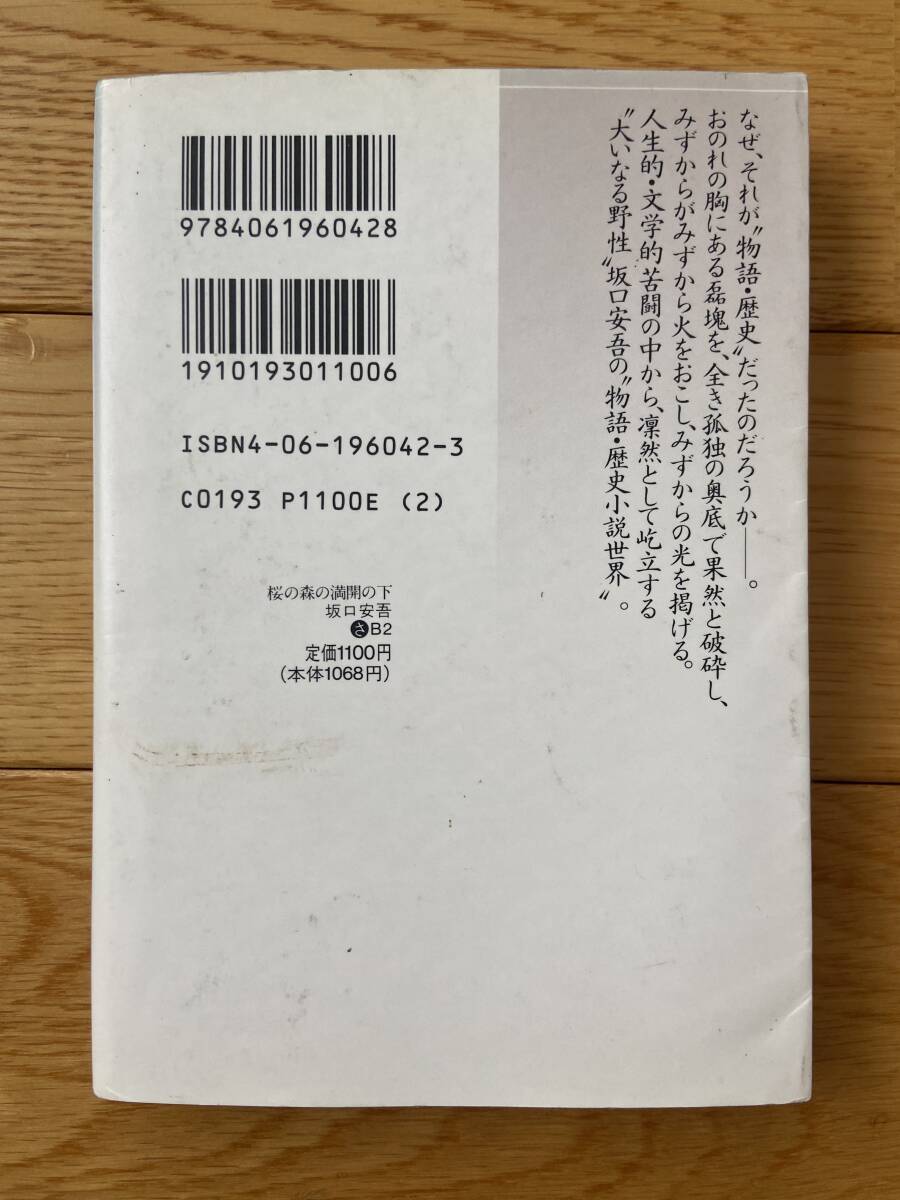 なぜ、それが〝物語・歴史〟だったのだろうか――。
おのれの胸にある磊塊を、全き孤独の奥底で果然と破砕し、
みずからがみずから火をおこし、みずからの光を掲げる。
人生的・文学的苦闘の中から、凛然として屹立する
〝大いなる野性〟坂口安吾の〝物語・歴史小説世界〟。
9784061960428
1910193011006
ISBN4-06-196042-3
C0193 P1100E (2)
桜の森の満開の下
坂口安吾
さB2
定価1100円
(本体1068円)